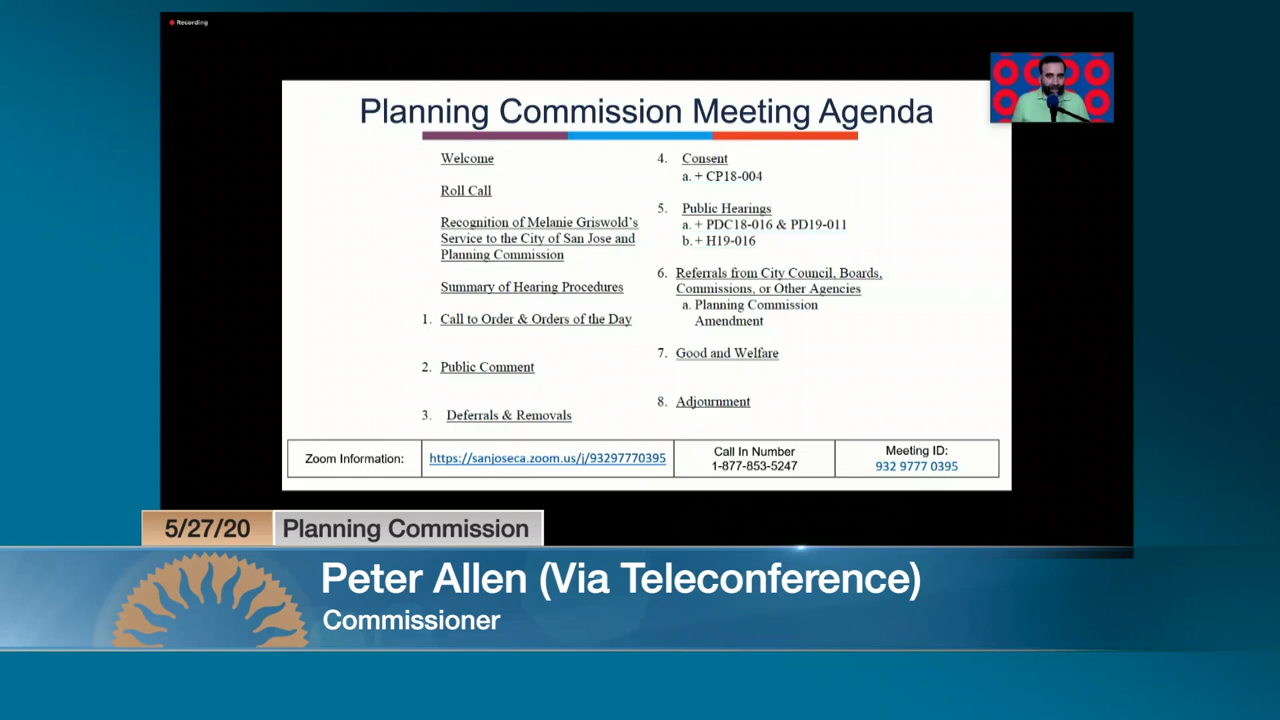 Recording
Planning Commission Meeting Agenda
Welcome
Roll Call
Recognition of Melanie Griswold's
Service to the City of San Jose and
Planning Commission
Summary of Hearing Procedures
1. Call to Order & Orders of the Day
2. Public Comment
3. Deferrals & Removals
4. Consent
a. + CP18-004
5. Public Hearings
a. + PDC18-016 & PD19-011
b. + H19-016
6. Referrals from City Council, Boards,
Commissions, or Other Agencies
a. Planning Commission
Amendment
7. Good and Welfare
8. Adjournment
Zoom Information:
https://sanjoseca.zoom.us/j/93297770395
Call In Number
1-877-853-5247
Meeting ID:
932 9777 0395
5/27/20
Planning Commission
Peter Allen (Via Teleconference)
Commissioner